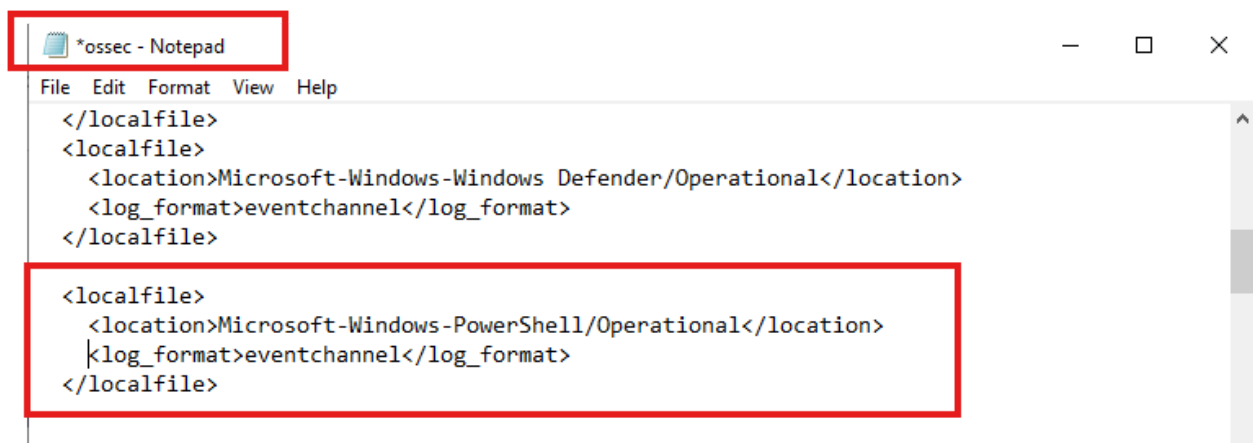 *ossec - Notepad
File Edit Format View Help
</localfile>
<localfile>
<location>Microsoft-Windows-Windows Defender/Operational</location>
<log_format>eventchannel</log_format>
</localfile>
<localfile>
<location>Microsoft-Windows-PowerShell/Operational</location>
<log_format>eventchannel</log_format>
</localfile>